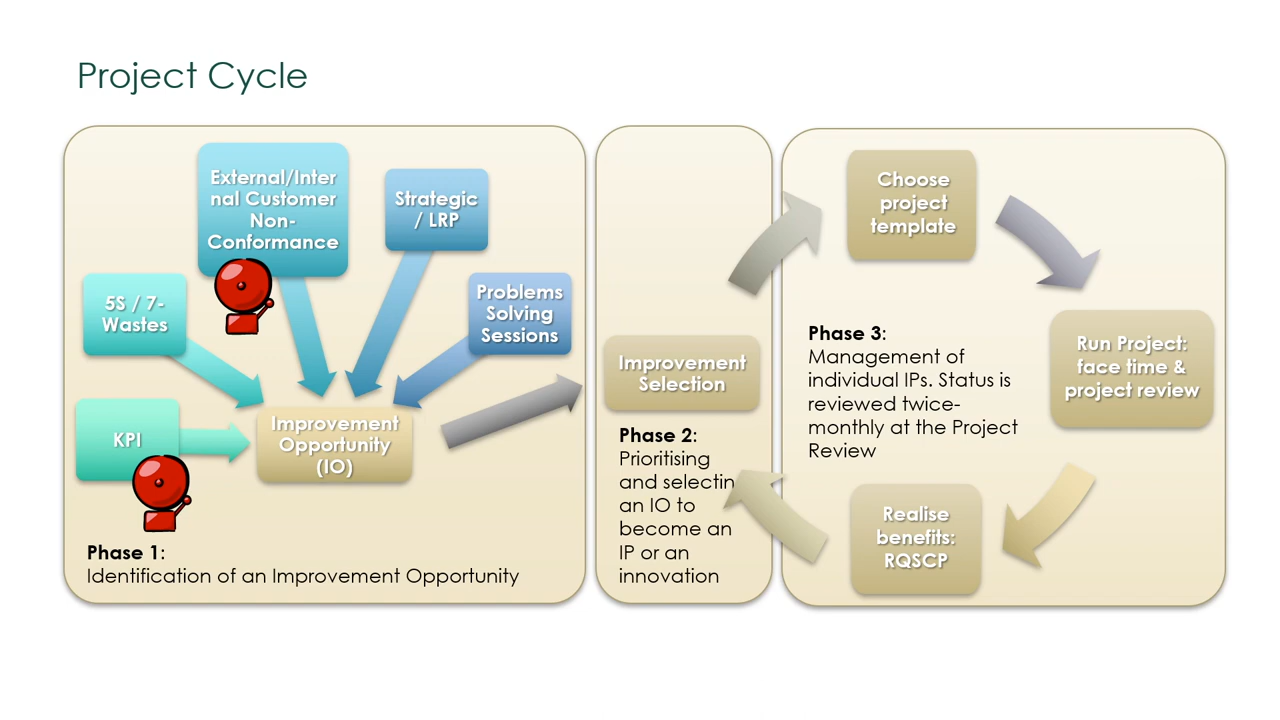 Project Cycle
External/Inter
nal Customer
Non-
Conformance
Strategic
/ LRP
5S / 7-
Wastes
Problems
Solving
Sessions
KPI
Improvement
Opportunity
(IO)
Phase 1:
Identification of an Improvement Opportunity
Improvement
Selection
Phase 2:
Prioritising
and selectin
an IO to
become an
IP or an
innovation
Choose
project
template
Phase 3:
Management of
individual IPs. Status is
reviewed twice-
monthly at the Project
Review
Run Project:
face time &
project review
Realise
benefits:
RQSCP